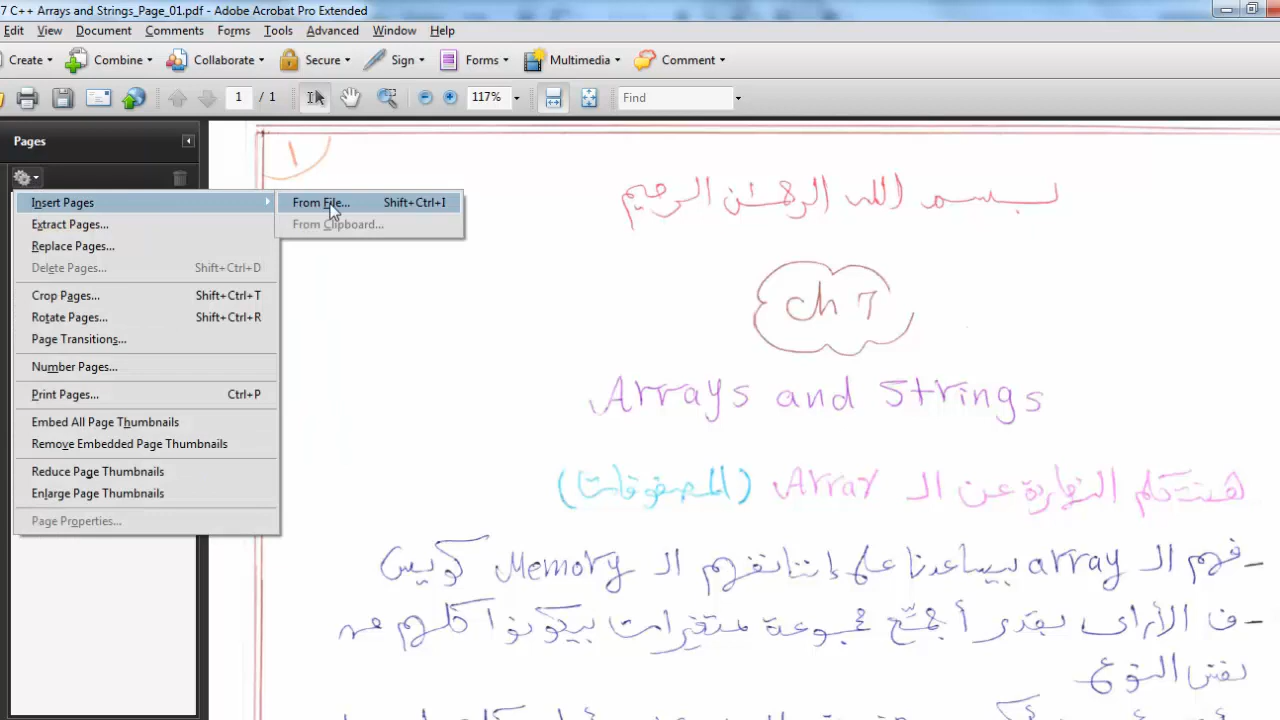 7 C++ Arrays and Strings_Page_01.pdf - Adobe Acrobat Pro Extended
Edit View Document Comments Forms Tools Advanced Window Help
Create Combine Collaborate Secure Sign Forms Multimedia Comment
1 / 1 117% Find
Pages
Insert Pages
From File... Shift+Ctrl+I
From Clipboard...
Extract Pages...
Replace Pages...
Delete Pages... Shift+Ctrl+D
Crop Pages... Shift+Ctrl+T
Rotate Pages... Shift+Ctrl+R
Page Transitions...
Number Pages...
Print Pages... Ctrl+P
Embed All Page Thumbnails
Remove Embedded Page Thumbnails
Reduce Page Thumbnails
Enlarge Page Thumbnails
Page Properties...
١
بسم الله الرحمن الرحيم
ch 7
Arrays and Strings
هنتكلم النهاردة عن الـ Array (المصفوفات)
- فهم الـ array بيساعدنا على إننا نفهم الـ Memory كويس
- ف الأراى بقدر أجمّع مجموعة متغيرات بيكونوا كلهم من
نفس النوع